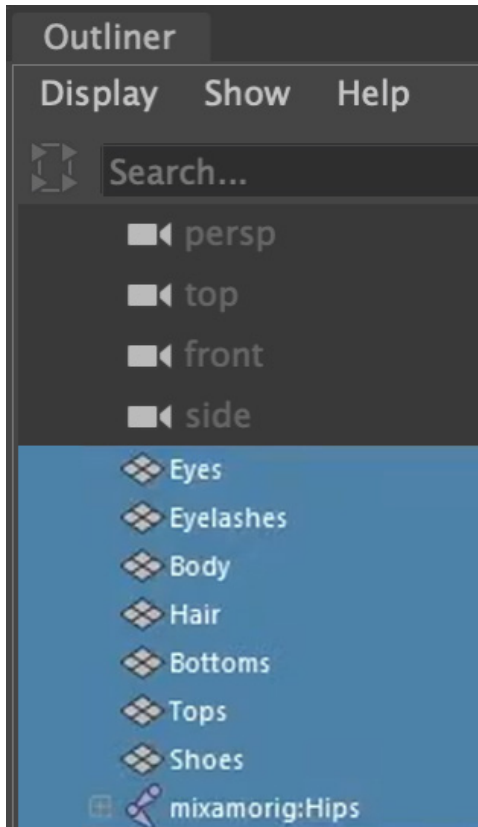 Outliner
Display Show Help
Search...
persp
top
front
side
Eyes
Eyelashes
Body
Hair
Bottoms
Tops
Shoes
mixamorig:Hips